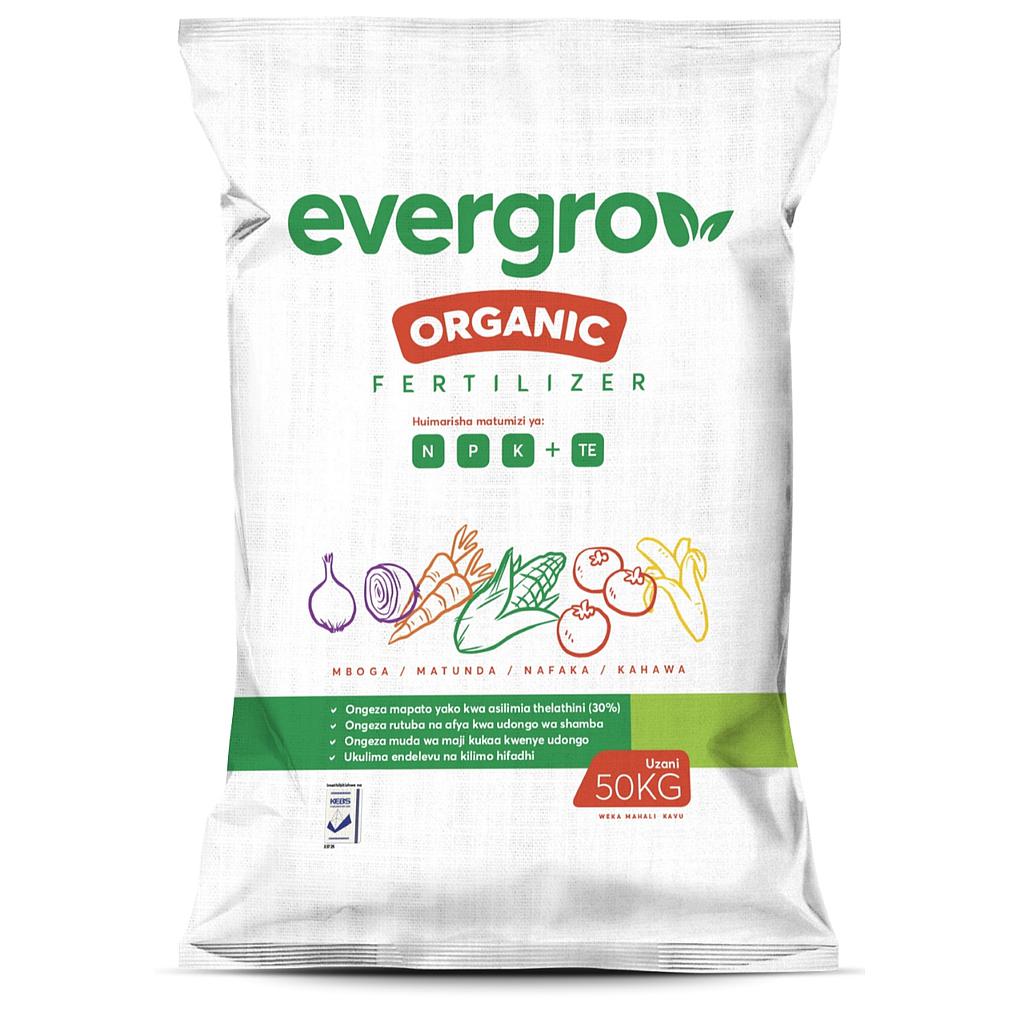 evergrow
ORGANIC
FERTILIZER
Huimarisha matumizi ya:
N P K + TE
MBOGA / MATUNDA / NAFAKA / KAHAWA
✓ Ongeza mapato yako kwa asilimia thelathini (30%)
✓ Ongeza rutuba na afya kwa udongo wa shamba
✓ Ongeza muda wa maji kukaa kwenye udongo
✓ Ukulima endelevu na kilimo hifadhi
Uzani
50KG
WEKA MAHALI KAVU
KEBS